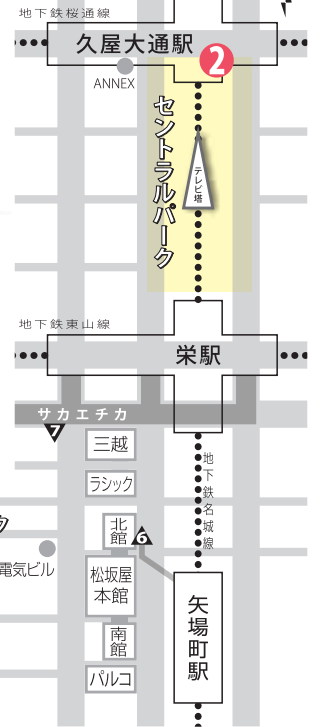 地下鉄桜通線
久屋大通駅
2
ANNEX
セントラルパーク
テレビ塔
地下鉄東山線
栄駅
サカエチカ
7
三越
ラシック
地下鉄名城線
北館
6
電気ビル
松坂屋
本館
矢場町駅
南館
パルコ